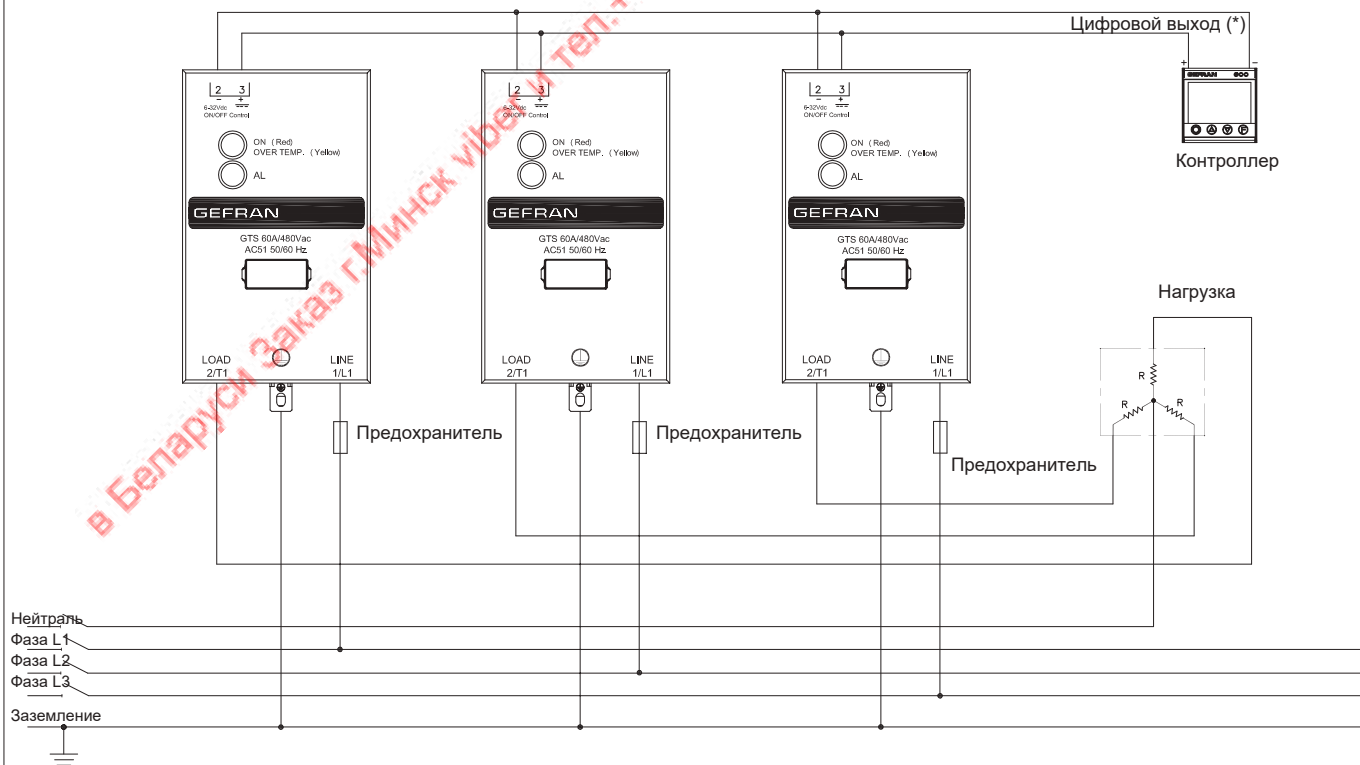 Цифровой выход (*)
+ −
GEFRAN 600
F
Контроллер
2 3
− +
6-32Vdc
ON/OFF Control
ON (Red)
OVER TEMP. (Yellow)
AL
GEFRAN
GTS 60A/480Vac
AC51 50/60 Hz
LOAD
2/T1
LINE
1/L1
Предохранитель
2 3
− +
6-32Vdc
ON/OFF Control
ON (Red)
OVER TEMP. (Yellow)
AL
GEFRAN
GTS 60A/480Vac
AC51 50/60 Hz
LOAD
2/T1
LINE
1/L1
Предохранитель
2 3
− +
6-32Vdc
ON/OFF Control
ON (Red)
OVER TEMP. (Yellow)
AL
GEFRAN
GTS 60A/480Vac
AC51 50/60 Hz
LOAD
2/T1
LINE
1/L1
Предохранитель
Нагрузка
R
R
R
Нейтраль
Фаза L1
Фаза L2
Фаза L3
Заземление
в Беларуси Заказ г.Минск viber и тел.+